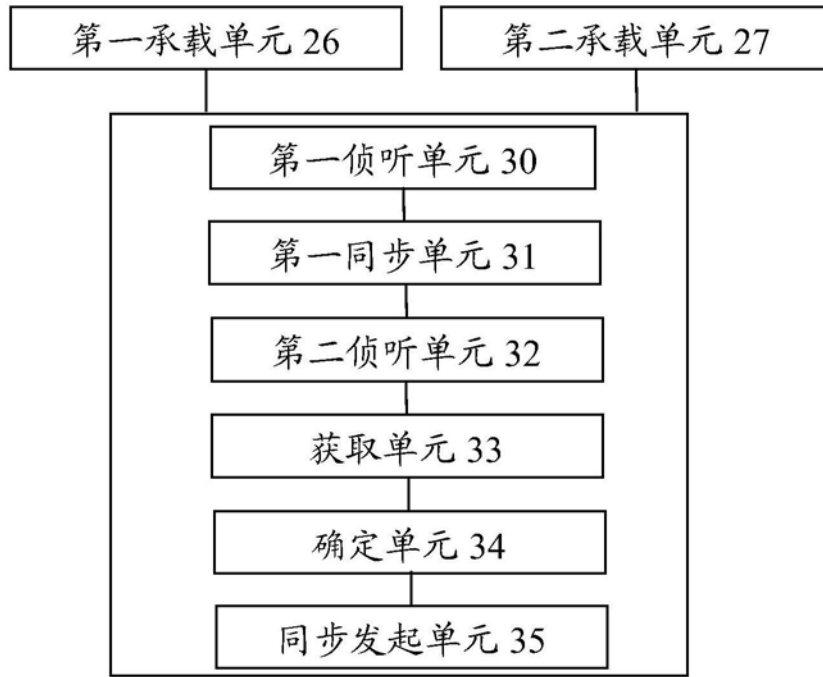 第一承载单元 26
第二承载单元 27
第一侦听单元 30
第一同步单元 31
第二侦听单元 32
获取单元 33
确定单元 34
同步发起单元 35